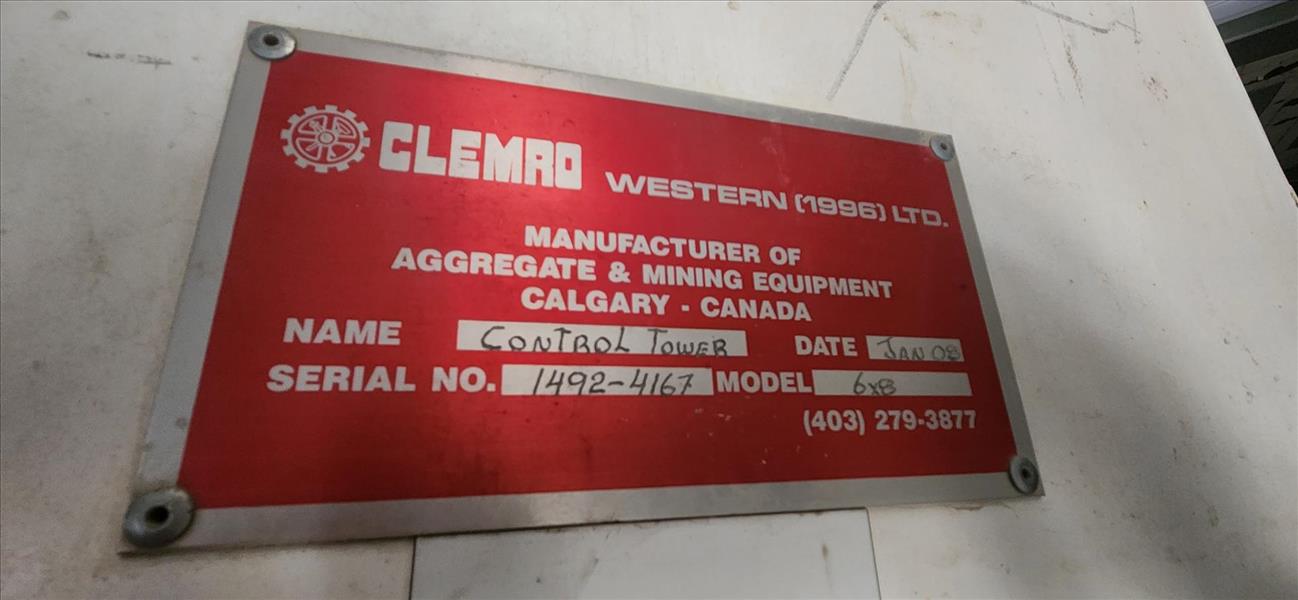 CLEMRO WESTERN (1996) LTD.
MANUFACTURER OF
AGGREGATE & MINING EQUIPMENT
CALGARY - CANADA
NAME CONTROL TOWER DATE JAN 08
SERIAL NO. 1492-4167 MODEL 6x8
(403) 279-3877